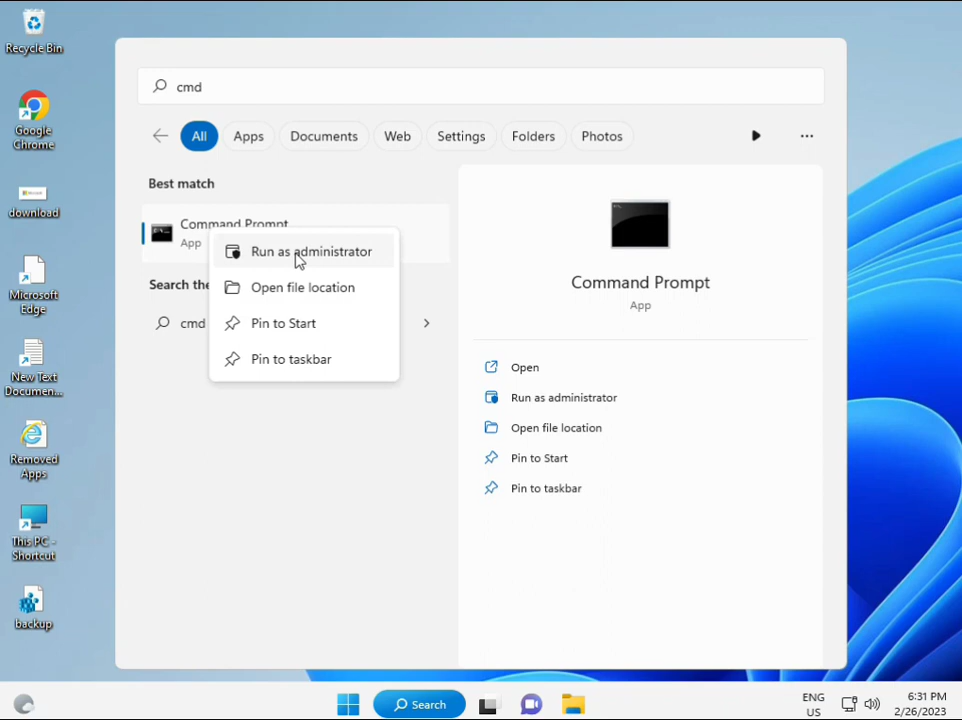 Recycle Bin
Google
Chrome
download
Microsoft
Edge
New Text
Documen...
Removed
Apps
This PC -
Shortcut
backup
cmd
All
Apps
Documents
Web
Settings
Folders
Photos
Best match
Command Prompt
App
Search the
cmd
Run as administrator
Open file location
Pin to Start
Pin to taskbar
Command Prompt
App
Open
Run as administrator
Open file location
Pin to Start
Pin to taskbar
Search
ENG
US
6:31 PM
2/26/2023